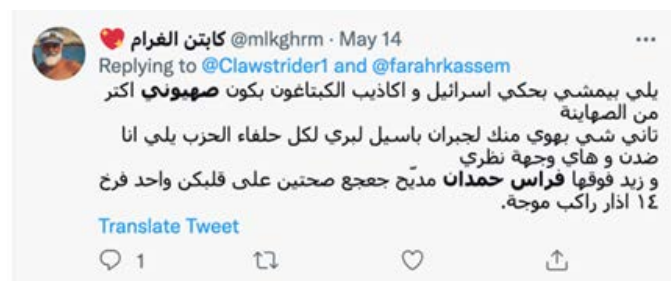 كابتن الغرام 💖 @mlkghrm · May 14
Replying to @Clawstrider1 and @farahrkassem
يلي بيمشي بحكي اسرائيل و اكاذيب الكبتاغون بكون صهيوني اكتر
من الصهاينة
تاني شي بهوي منك لجبران باسيل لبري لكل حلفاء الحزب يلي انا
ضدن و هاي وجهة نظري
و زيد فوقها فراس حمدان مديّح جعجع صحتين على قلبكن واحد فرخ
١٤ اذار راكب موجة.
Translate Tweet
1